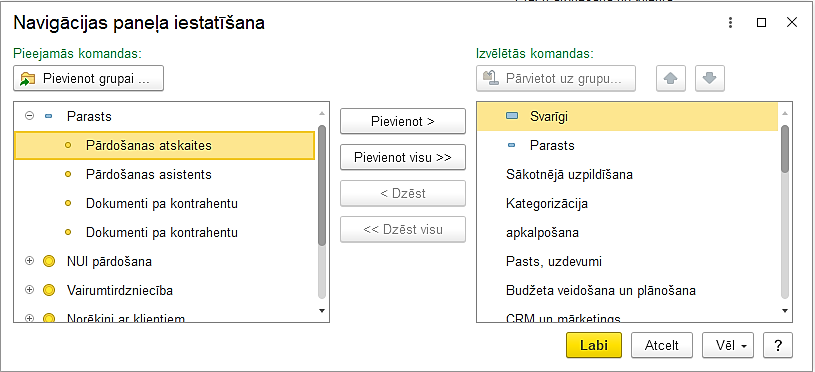 Navigācijas paneļa iestatīšana
Pieejamās komandas:
Izvēlētās komandas:
Pievienot grupai ...
Pārvietot uz grupu...
Parasts
Pārdošanas atskaites
Pārdošanas asistents
Dokumenti pa kontrahentu
Dokumenti pa kontrahentu
NUI pārdošana
Vairumtirdzniecība
Norēķini ar klientiem
Pievienot >
Pievienot visu >>
< Dzēst
<< Dzēst visu
Svarīgi
Parasts
Sākotnējā uzpildīšana
Kategorizācija
apkalpošana
Pasts, uzdevumi
Budžeta veidošana un plānošana
CRM un mārketings
Labi
Atcelt
Vēl
?